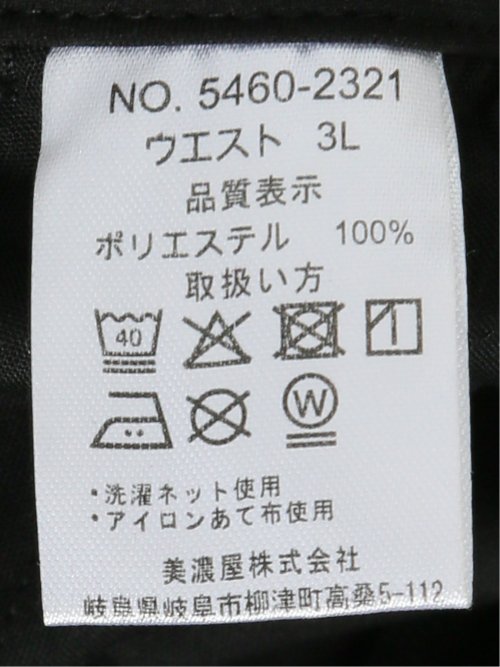 NO. 5460-2321
ウエスト 3L
品質表示
ポリエステル 100%
取扱い方
40
W
・洗濯ネット使用
・アイロンあて布使用
美濃屋株式会社
岐阜県岐阜市柳津町高桑5-112